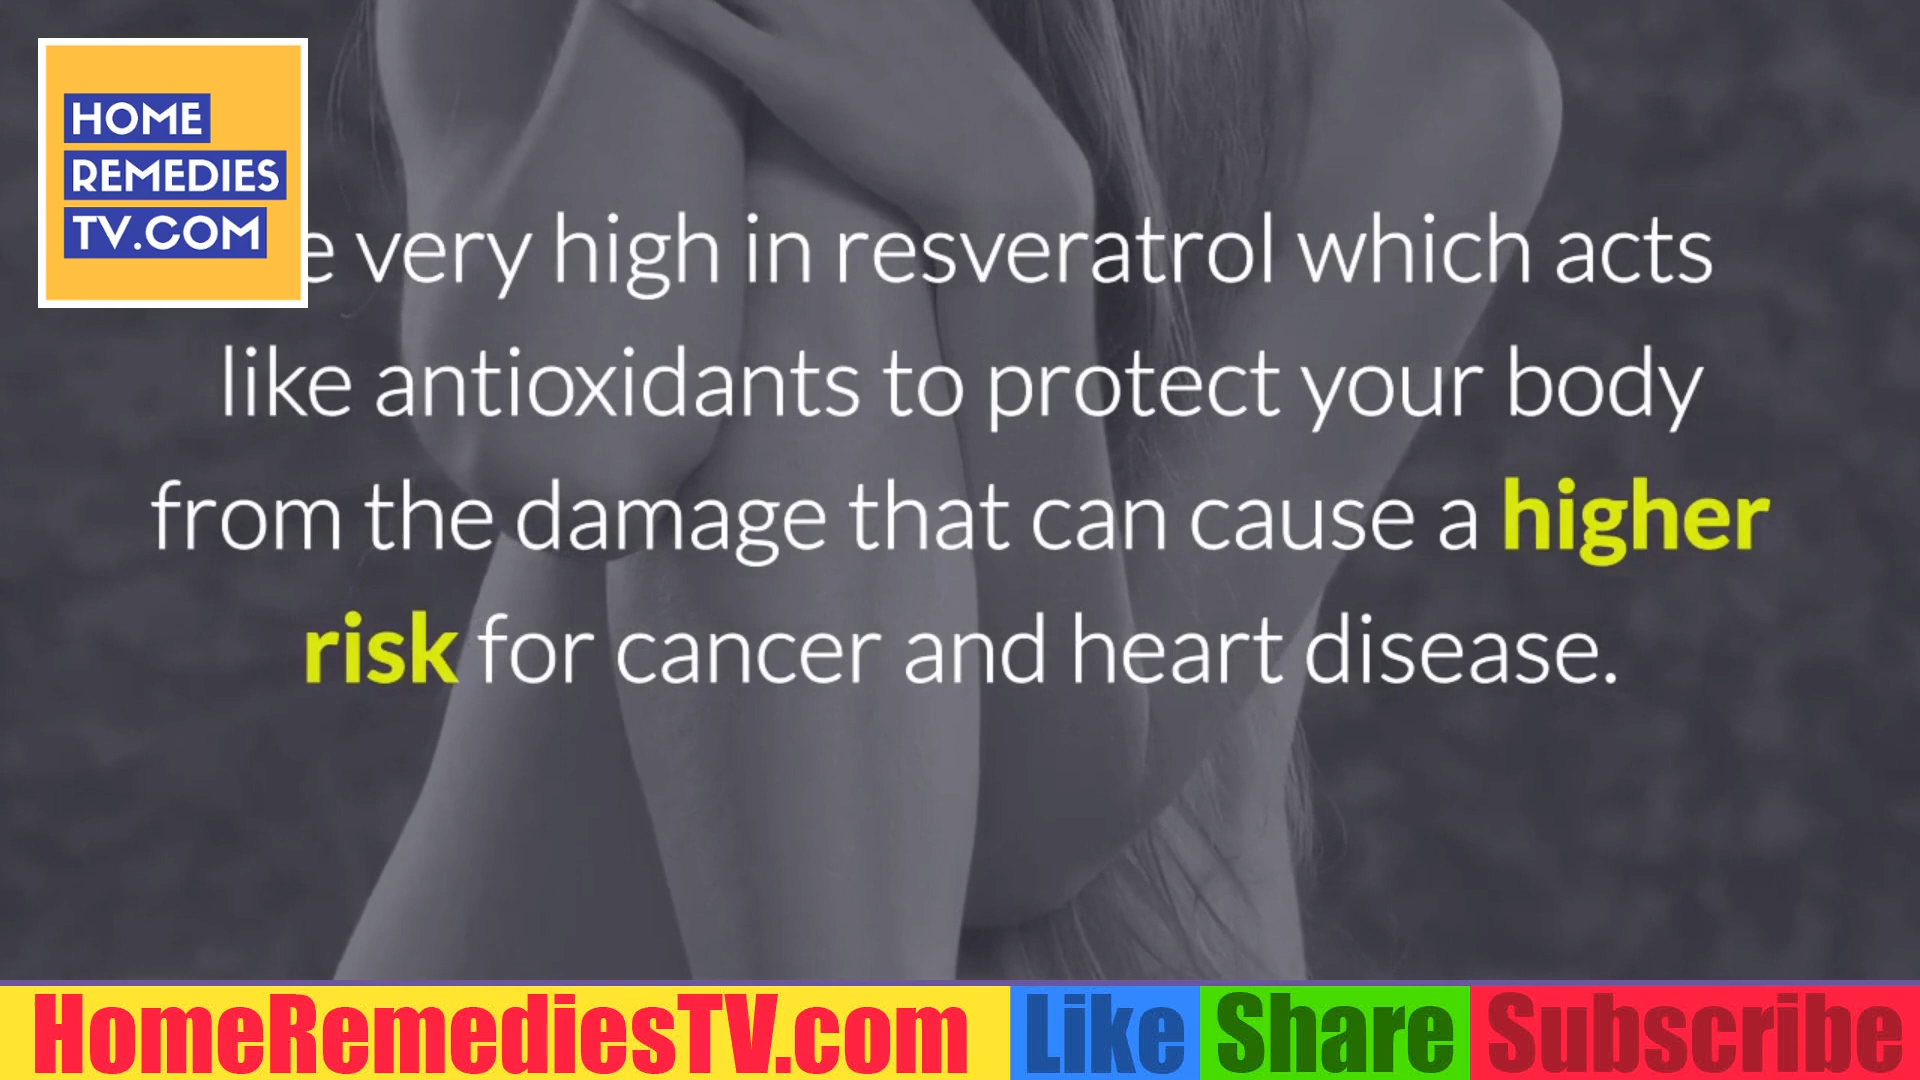 HOME
REMEDIES
TV.COM
very high in resveratrol which acts
like antioxidants to protect your body
from the damage that can cause a higher
risk for cancer and heart disease.
HomeRemediesTV.com Like Share Subscribe